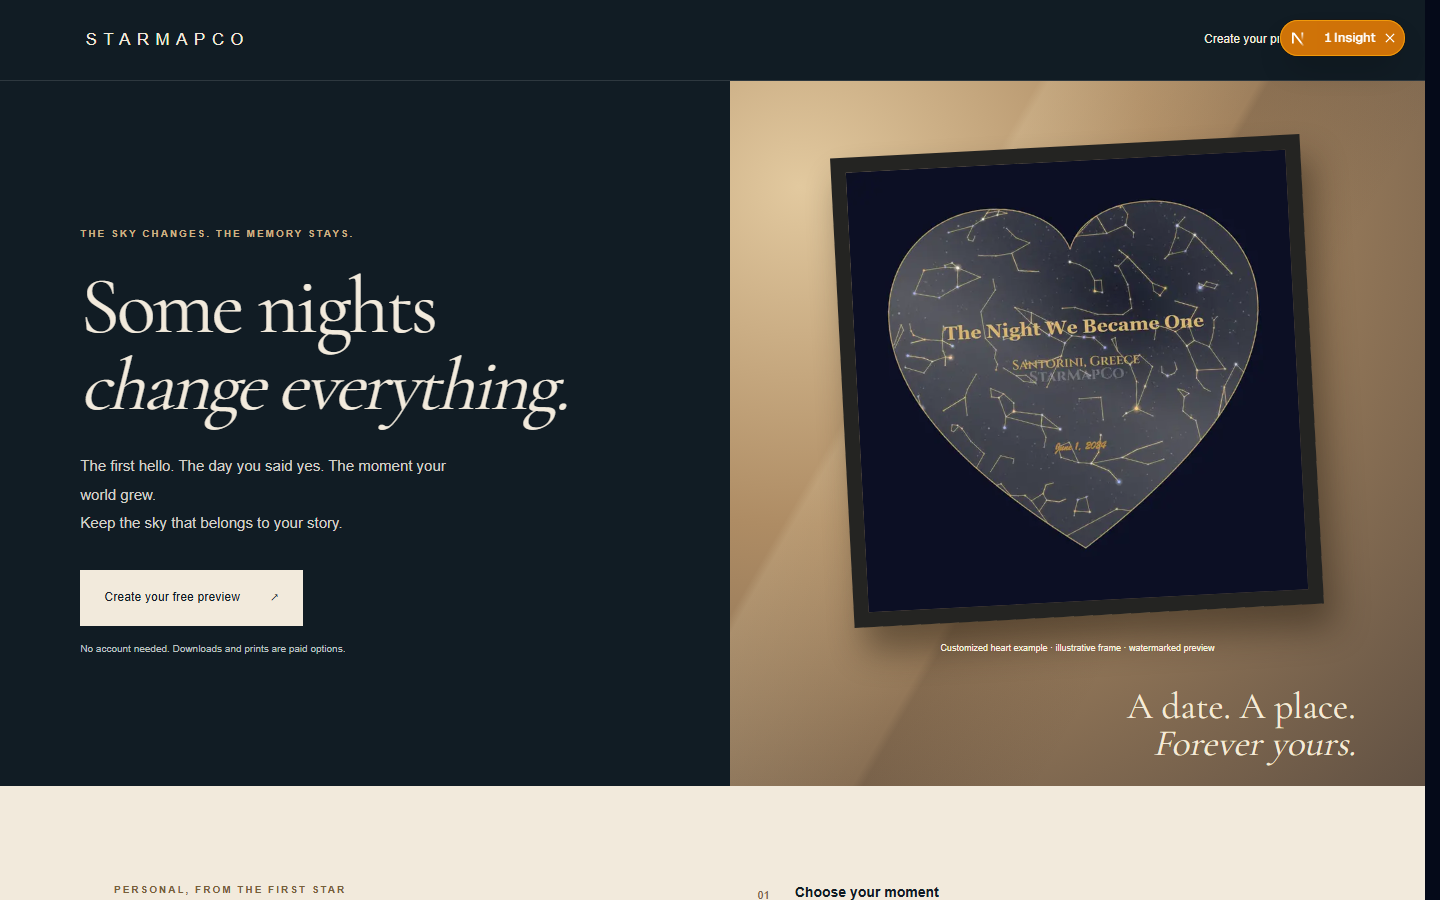 STARMAPCO
Create your
1 Insight
THE SKY CHANGES. THE MEMORY STAYS.
Some nights
change everything.
The first hello. The day you said yes. The moment your
world grew.
Keep the sky that belongs to your story.
Create your free preview ↗
No account needed. Downloads and prints are paid options.
The Night We Became One
SANTORINI, GREECE
STARMAPCO
June 1, 2024
Customized heart example · illustrative frame · watermarked preview
A date. A place.
Forever yours.
PERSONAL, FROM THE FIRST STAR
01 Choose your moment